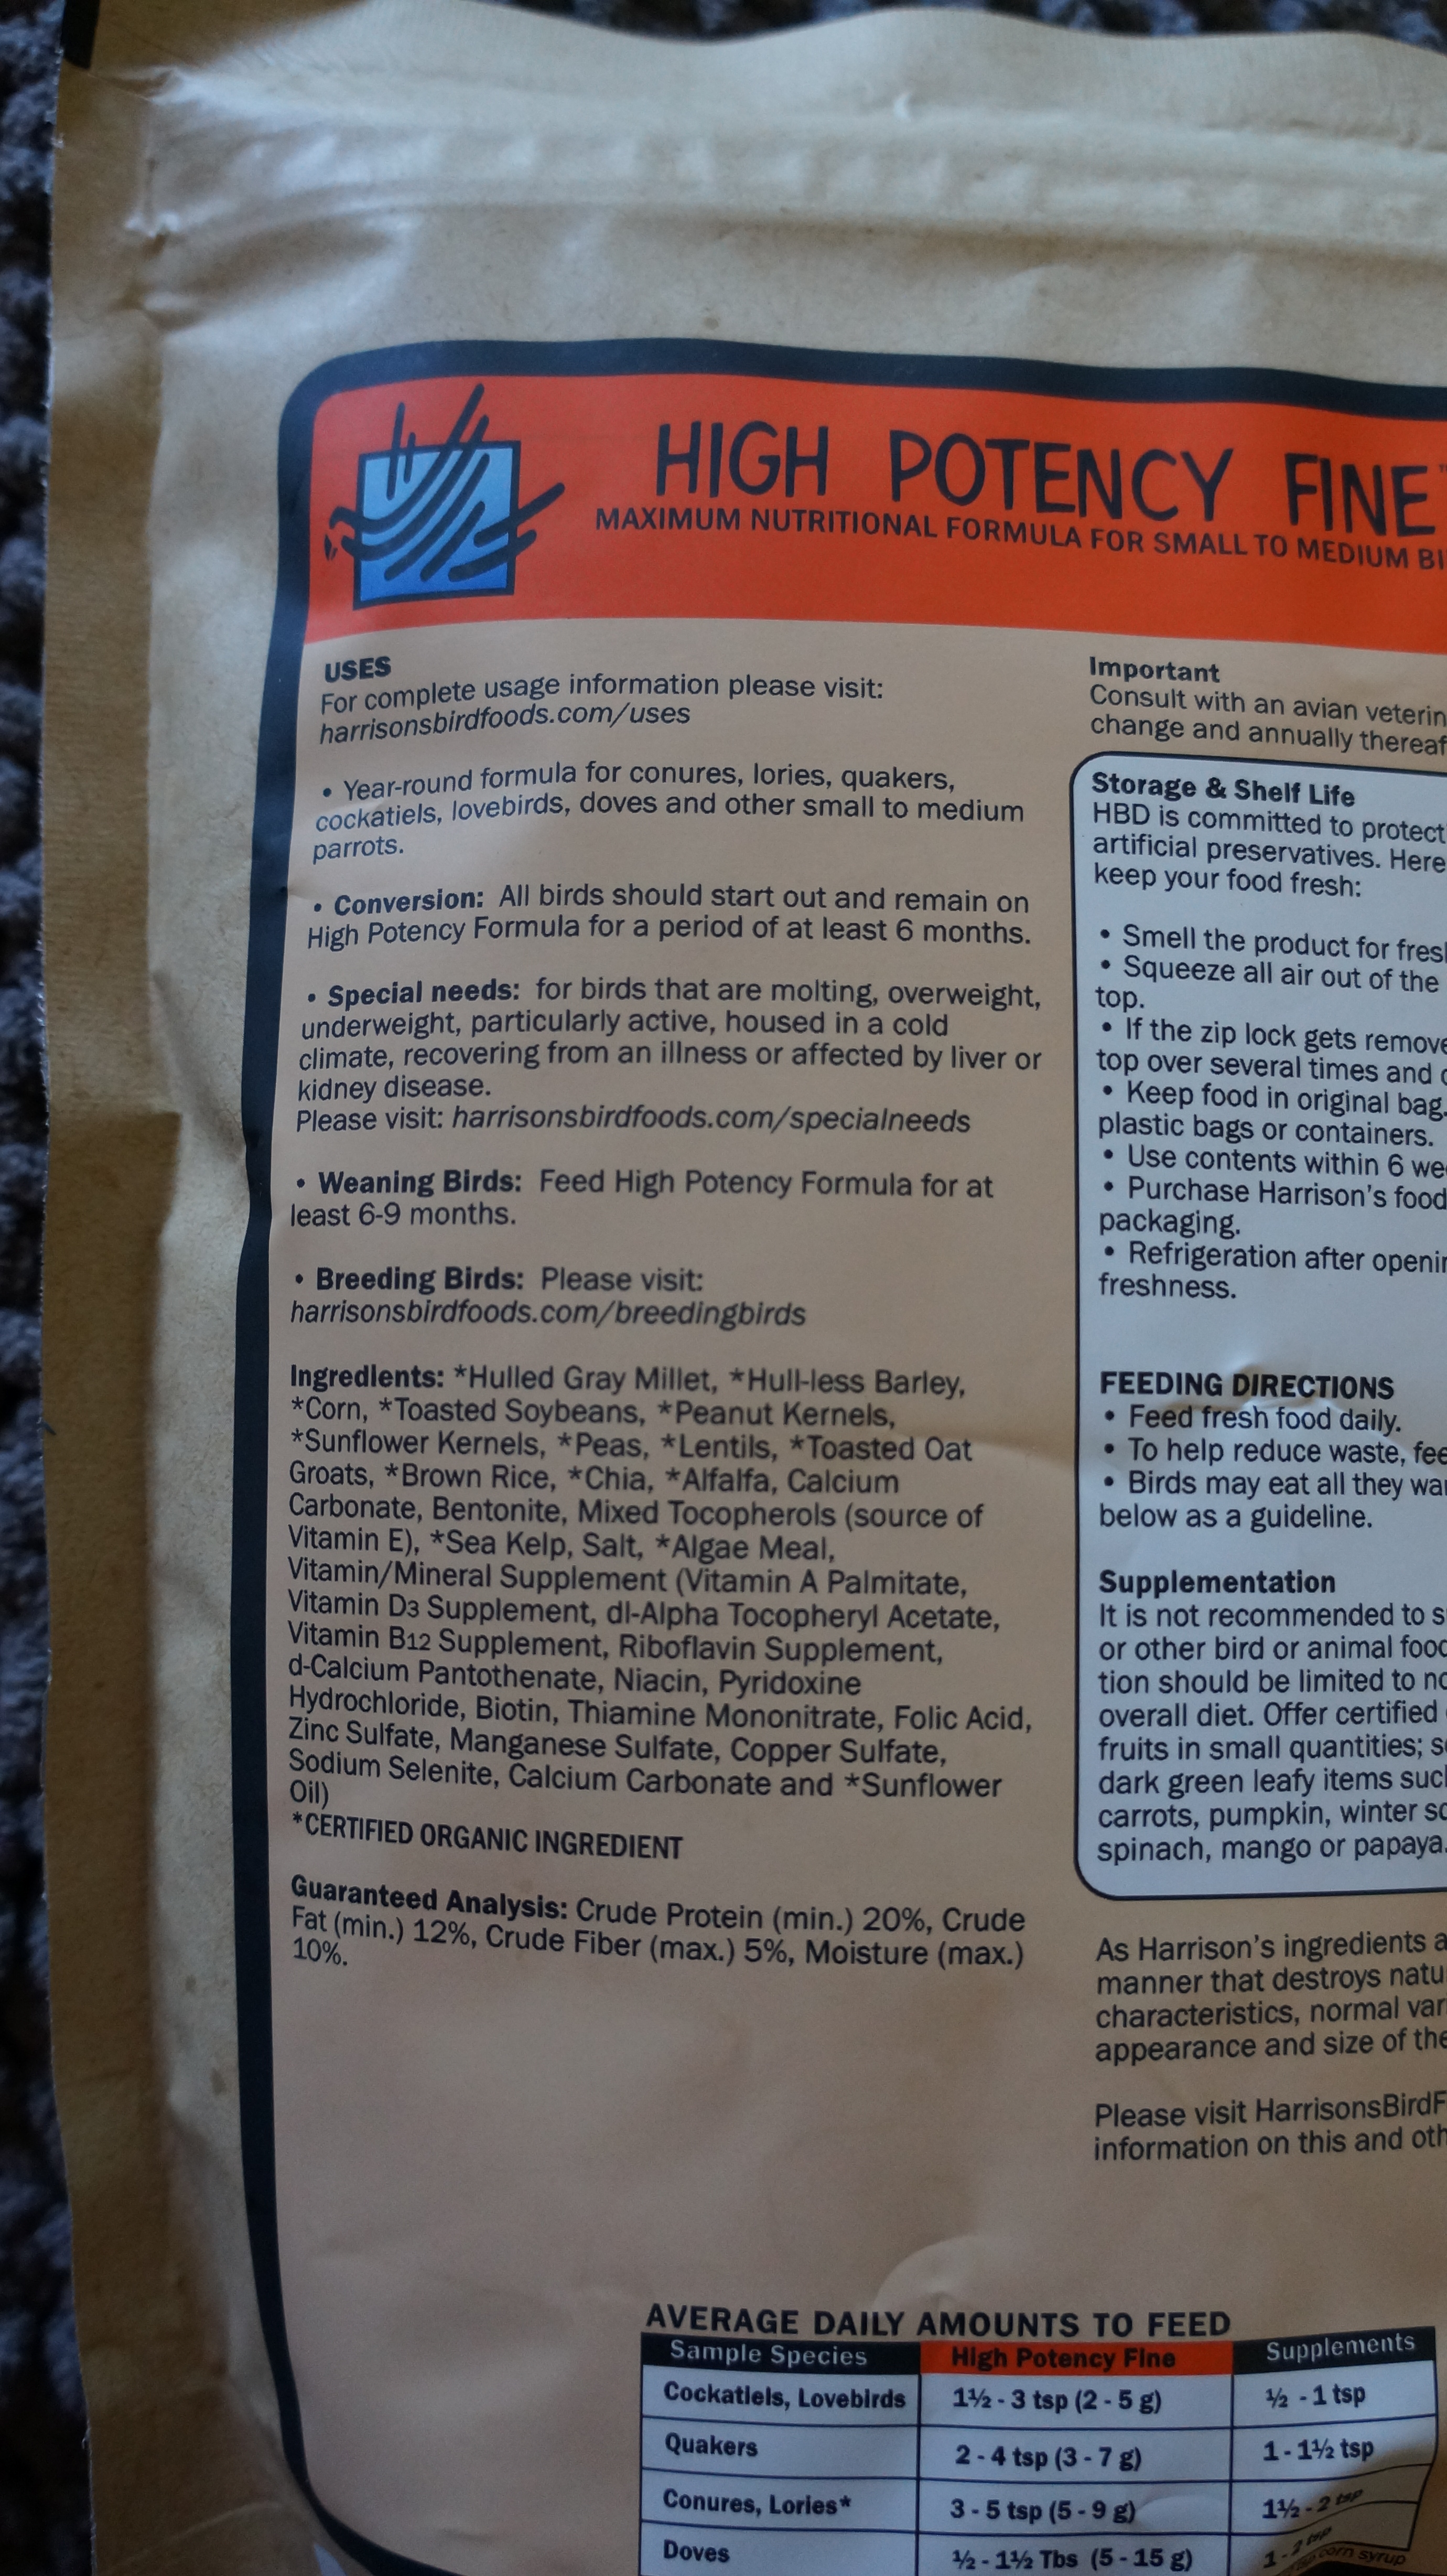 HIGH POTENCY FINE
MAXIMUM NUTRITIONAL FORMULA FOR SMALL TO MEDIUM
USES
For complete usage information please visit:
harrisonsbirdfoods.com/uses
• Year-round formula for conures, lories, quakers,
cockatiels, lovebirds, doves and other small to medium
parrots.
• Conversion: All birds should start out and remain on
High Potency Formula for a period of at least 6 months.
• Special needs: for birds that are molting, overweight,
underweight, particularly active, housed in a cold
climate, recovering from an illness or affected by liver or
kidney disease.
Please visit: harrisonsbirdfoods.com/specialneeds
• Weaning Birds: Feed High Potency Formula for at
least 6-9 months.
• Breeding Birds: Please visit:
harrisonsbirdfoods.com/breedingbirds
Ingredients: *Hulled Gray Millet, *Hull-less Barley,
*Corn, *Toasted Soybeans, *Peanut Kernels,
*Sunflower Kernels, *Peas, *Lentils, *Toasted Oat
Groats, *Brown Rice, *Chia, *Alfalfa, Calcium
Carbonate, Bentonite, Mixed Tocopherols (source of
Vitamin E), *Sea Kelp, Salt, *Algae Meal,
Vitamin/Mineral Supplement (Vitamin A Palmitate,
Vitamin D3 Supplement, dl-Alpha Tocopheryl Acetate,
Vitamin B12 Supplement, Riboflavin Supplement,
d-Calcium Pantothenate, Niacin, Pyridoxine
Hydrochloride, Biotin, Thiamine Mononitrate, Folic Acid,
Zinc Sulfate, Manganese Sulfate, Copper Sulfate,
Sodium Selenite, Calcium Carbonate and *Sunflower
Oil)
*CERTIFIED ORGANIC INGREDIENT
Guaranteed Analysis: Crude Protein (min.) 20%, Crude
Fat (min.) 12%, Crude Fiber (max.) 5%, Moisture (max.)
10%.
Important
Consult with an avian
change and annually
Storage & Shelf Life
HBD is committed to protect
artificial preservatives. Here
keep your food fresh:
• Smell the product for
• Squeeze all air out of the
top.
• If the zip lock gets
top over several times and
• Keep food in original bag.
plastic bags or containers.
• Use contents within 6
• Purchase Harrison's food
packaging.
• Refrigeration after
freshness.
FEEDING DIRECTIONS
• Feed fresh food daily.
• To help reduce waste,
• Birds may eat all they
below as a guideline.
Supplementation
It is not recommended to
or other bird or animal
tion should be limited to
overall diet. Offer certified
fruits in small quantities;
dark green leafy items
carrots, pumpkin, winter
spinach, mango or papaya.
As Harrison's ingredients
manner that destroys
characteristics, normal
appearance and size of
Please visit
information on this and
AVERAGE DAILY AMOUNTS TO FEED
Sample Species High Potency Fine Supplements
Cockatiels, Lovebirds 1½ - 3 tsp (2 - 5 g) ½ - 1 tsp
Quakers 2 - 4 tsp (3 - 7 g) 1 - 1½ tsp
Conures, Lories* 3 - 5 tsp (5 - 9 g) 1½ - 2 tsp
Doves ½ - 1½ Tbs (5 - 15 g) 1 - 2 tsp
corn syrup